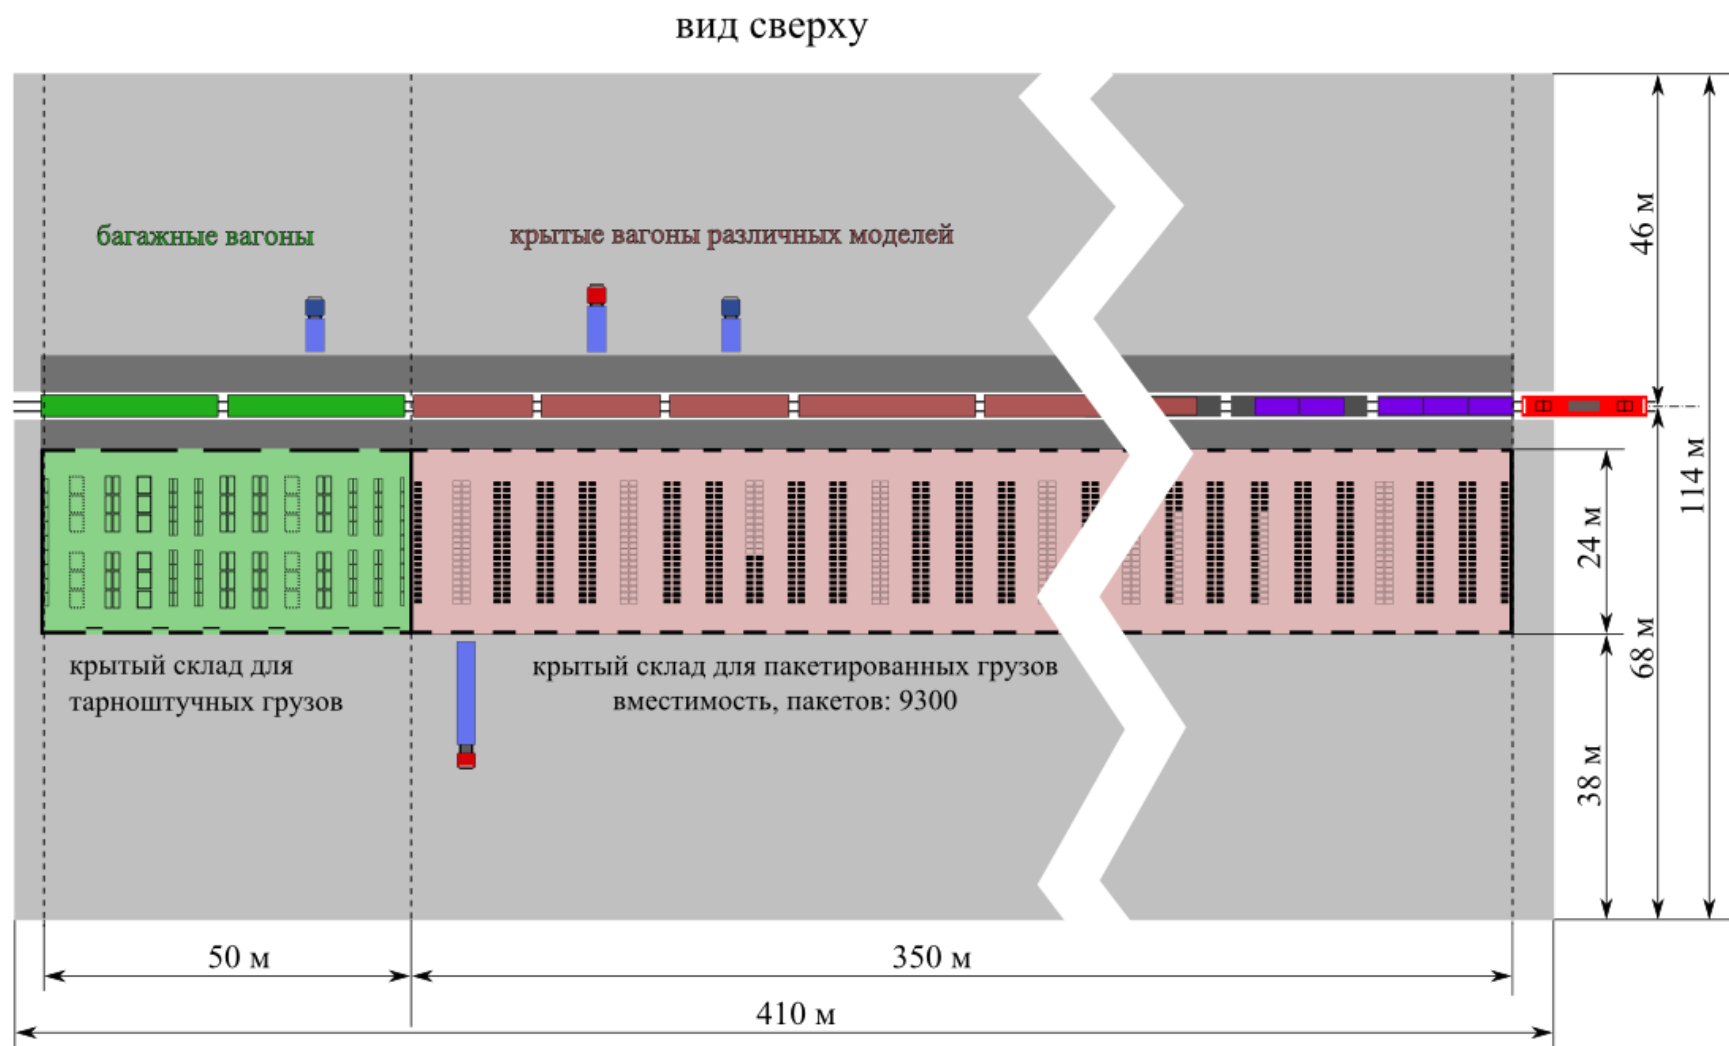 вид сверху
багажные вагоны
крытые вагоны различных моделей
46 м
114 м
24 м
68 м
38 м
крытый склад для
тарноштучных грузов
крытый склад для пакетированных грузов
вместимость, пакетов: 9300
50 м
350 м
410 м